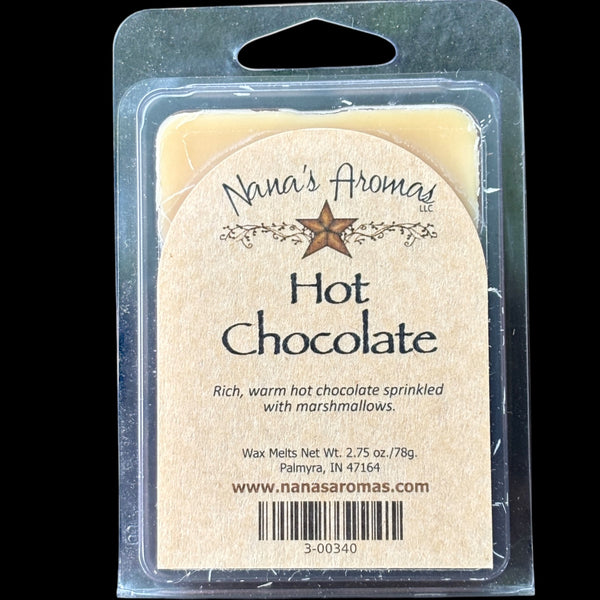 Nana's Aromas
LLC
Hot
Chocolate
Rich, warm hot chocolate sprinkled
with marshmallows.
Wax Melts Net Wt. 2.75 oz./78g.
Palmyra, IN 47164
www.nanasaromas.com
3-00340